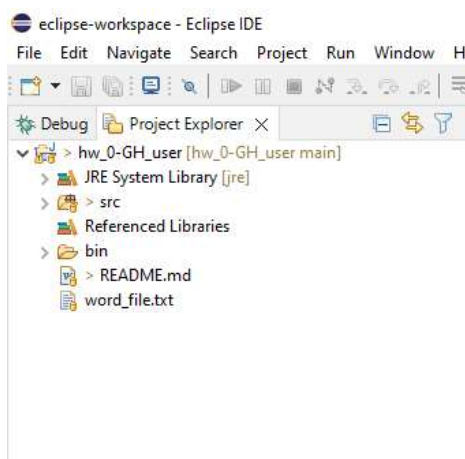 eclipse-workspace - Eclipse IDE
File Edit Navigate Search Project Run Window H
Debug Project Explorer
> hw_0-GH_user [hw_0-GH_user main]
JRE System Library [jre]
> src
Referenced Libraries
bin
> README.md
word_file.txt